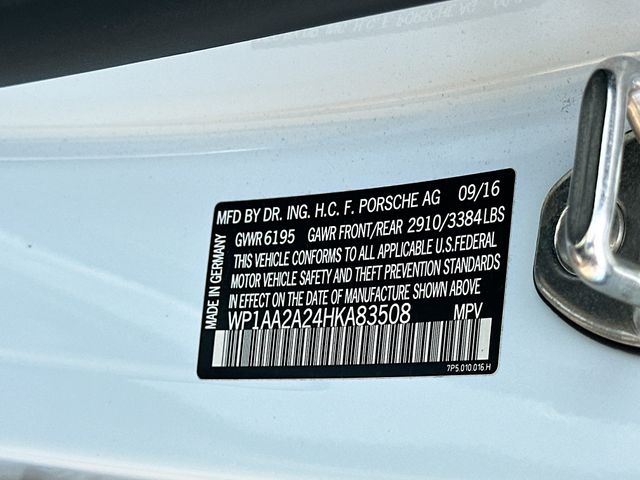 MFD BY DR. ING. H.C. F. PORSCHE AG 09/16
GVWR 6195 GAWR FRONT/REAR 2910/3384 LBS
THIS VEHICLE CONFORMS TO ALL APPLICABLE U.S. FEDERAL
MOTOR VEHICLE SAFETY AND THEFT PREVENTION STANDARDS
IN EFFECT ON THE DATE OF MANUFACTURE SHOWN ABOVE
WP1AA2A24HKA83508 MPV
7P5.010.016.H
MADE IN GERMANY